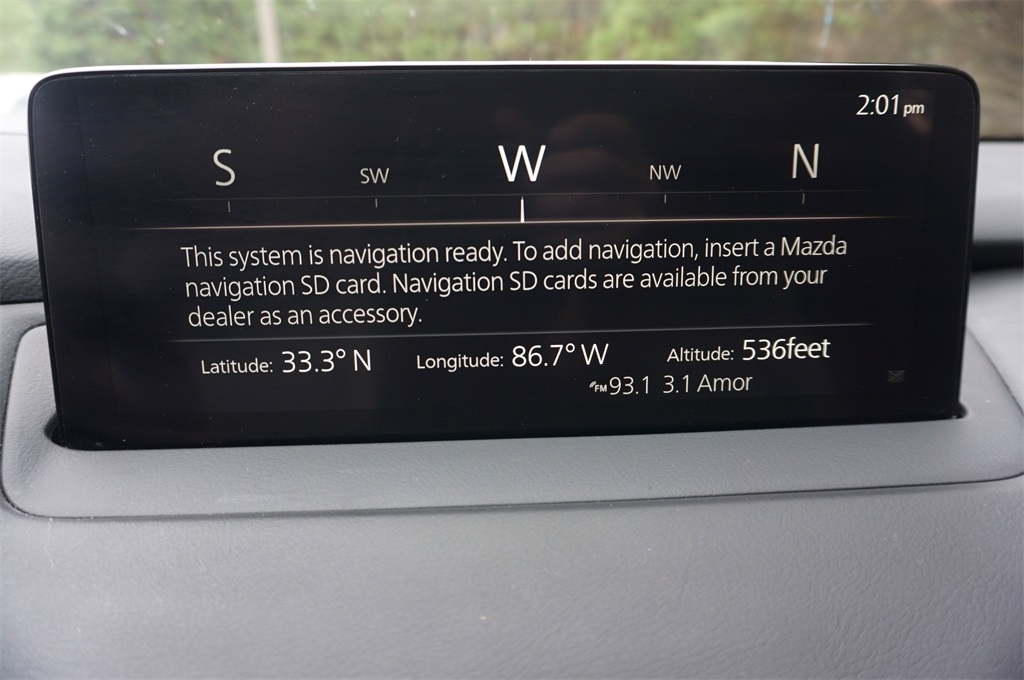 2:01 pm
S SW W NW N
This system is navigation ready. To add navigation, insert a Mazda
navigation SD card. Navigation SD cards are available from your
dealer as an accessory.
Latitude: 33.3° N Longitude: 86.7° W Altitude: 536feet
FM 93.1 3.1 Amor